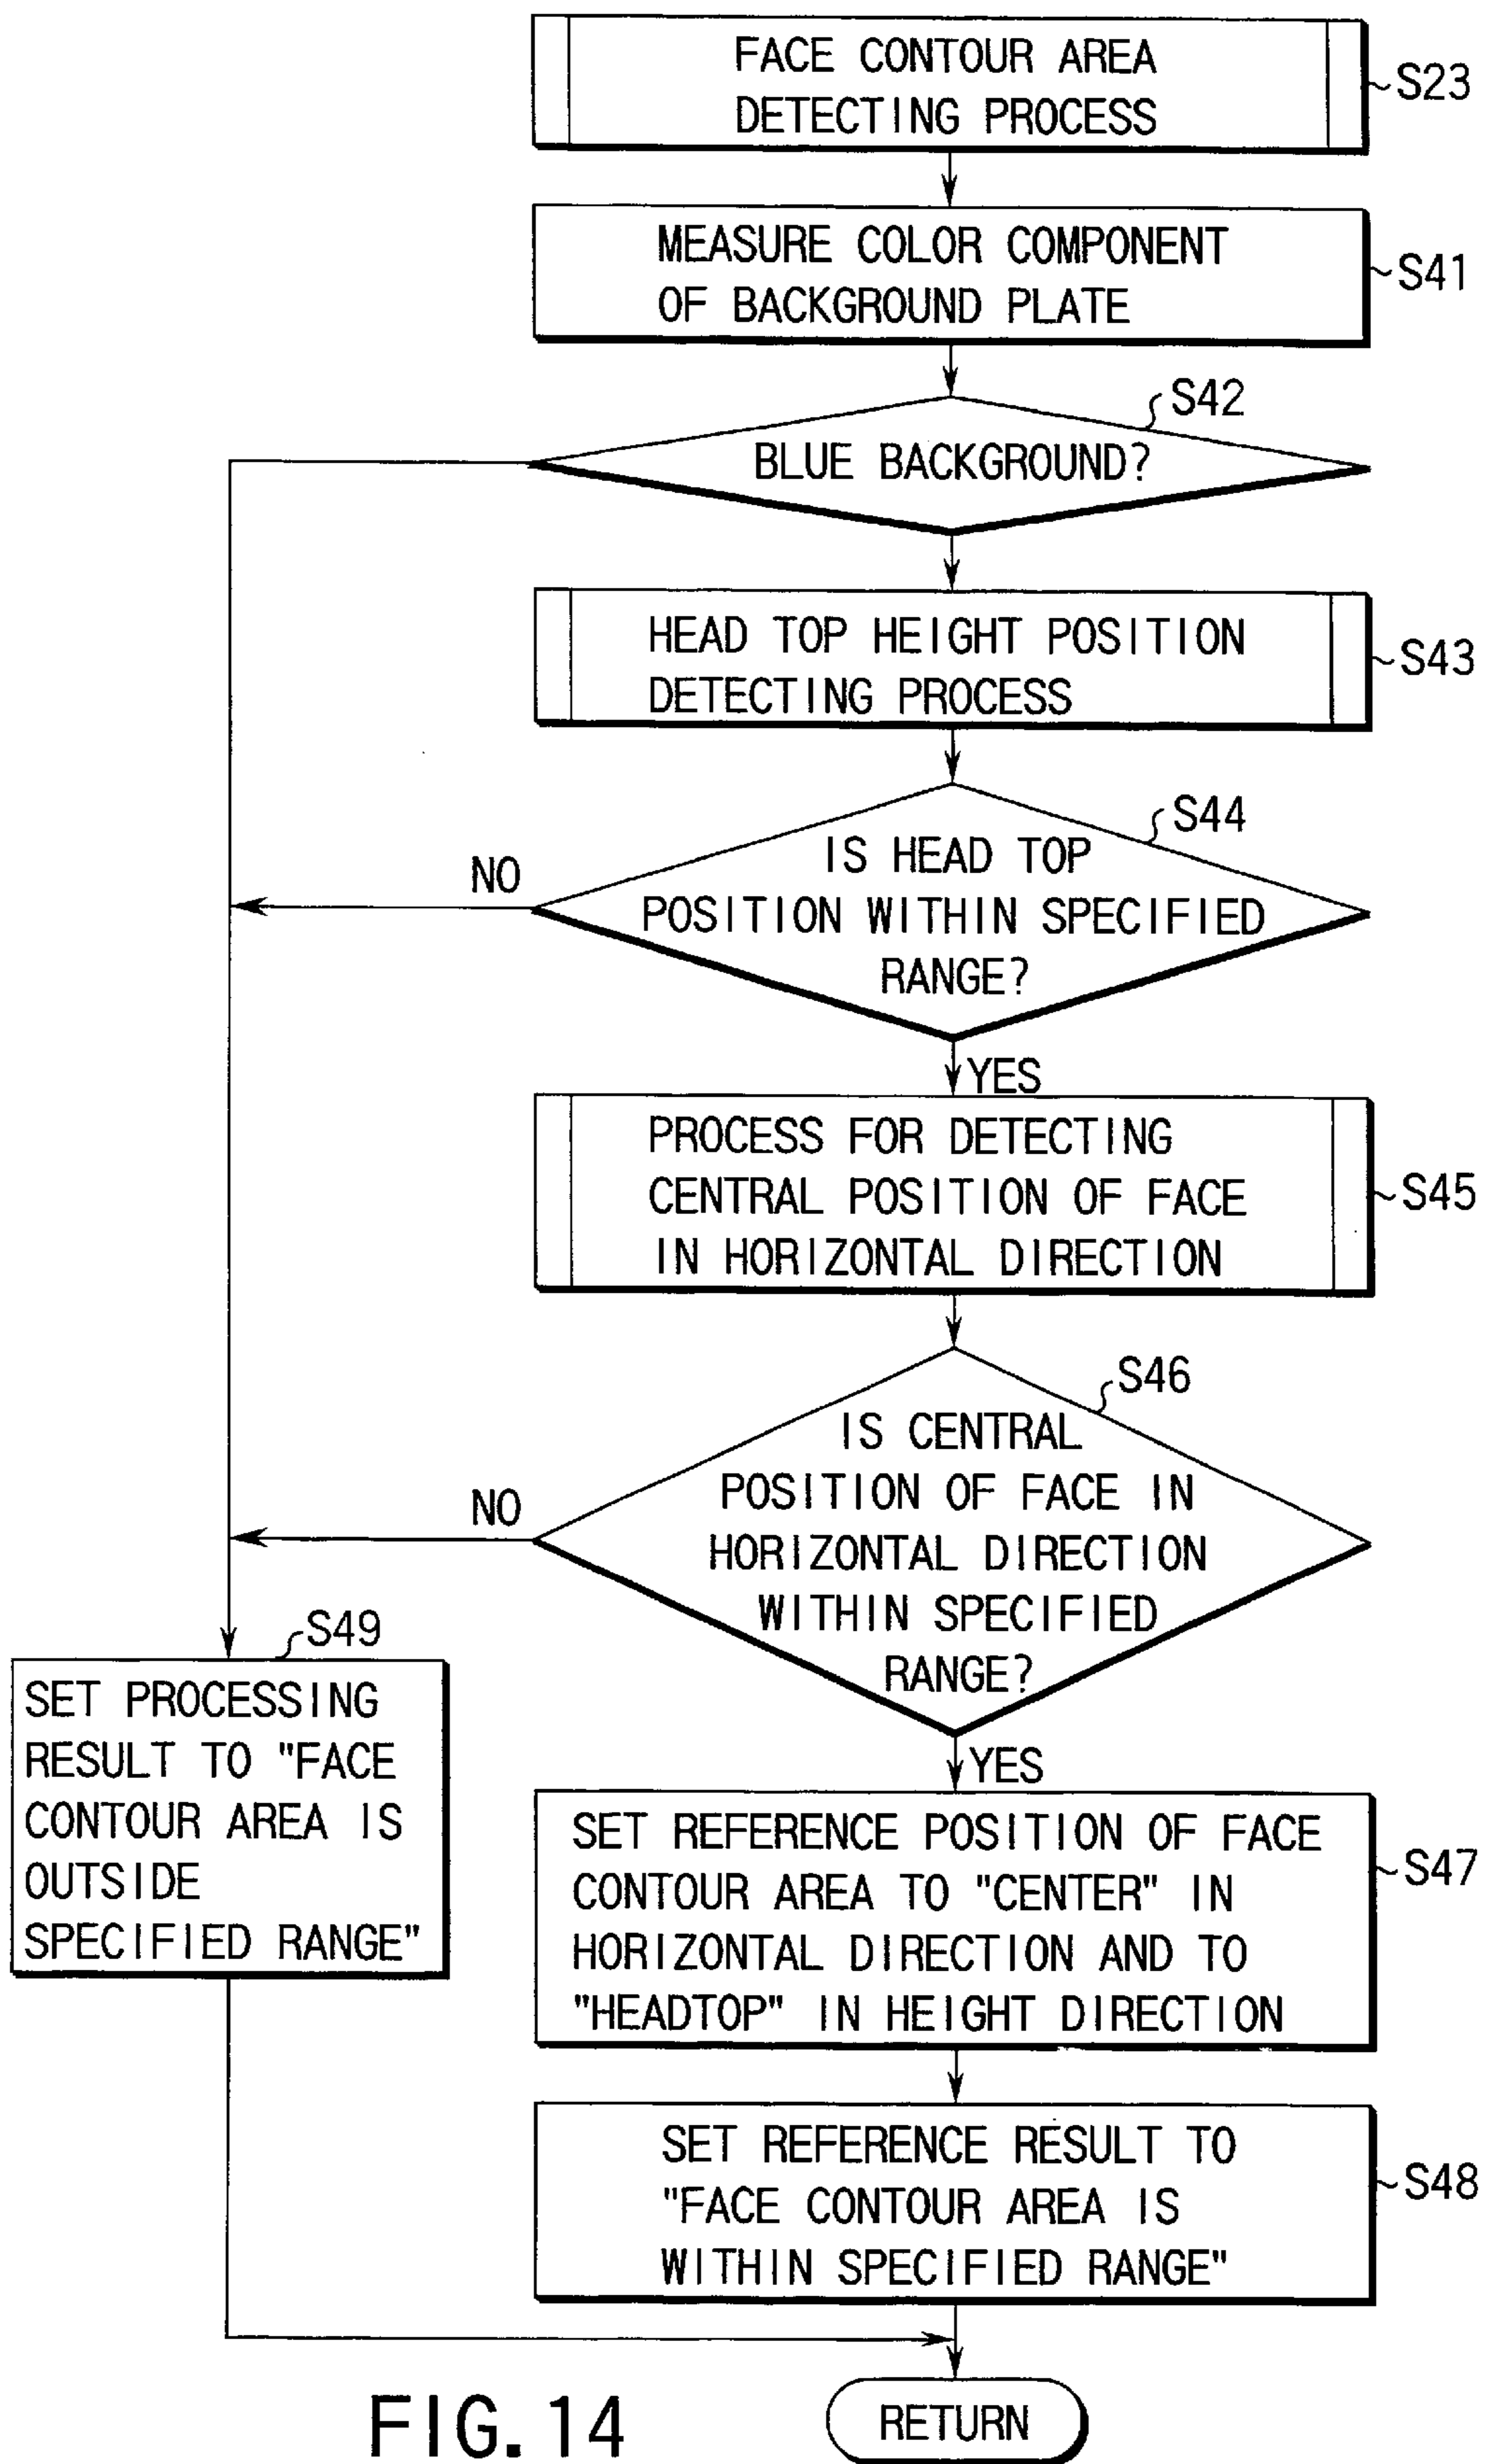 FACE CONTOUR AREA
DETECTING PROCESS
S23
MEASURE COLOR COMPONENT
OF BACKGROUND PLATE
S41
S42
BLUE BACKGROUND?
HEAD TOP HEIGHT POSITION
DETECTING PROCESS
S43
S44
IS HEAD TOP
POSITION WITHIN SPECIFIED
RANGE?
NO
YES
PROCESS FOR DETECTING
CENTRAL POSITION OF FACE
IN HORIZONTAL DIRECTION
S45
S46
IS CENTRAL
POSITION OF FACE IN
HORIZONTAL DIRECTION
WITHIN SPECIFIED
RANGE?
NO
YES
S49
SET PROCESSING
RESULT TO "FACE
CONTOUR AREA IS
OUTSIDE
SPECIFIED RANGE"
SET REFERENCE POSITION OF FACE
CONTOUR AREA TO "CENTER" IN
HORIZONTAL DIRECTION AND TO
"HEADTOP" IN HEIGHT DIRECTION
S47
SET REFERENCE RESULT TO
"FACE CONTOUR AREA IS
WITHIN SPECIFIED RANGE"
S48
RETURN
FIG. 14